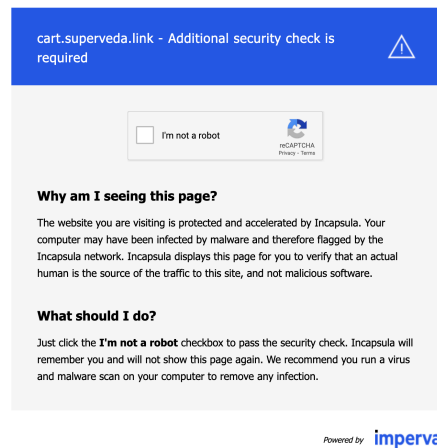 cart.superveda.link - Additional security check is
required
I'm not a robot
reCAPTCHA
Privacy - Terms
Why am I seeing this page?
The website you are visiting is protected and accelerated by Incapsula. Your
computer may have been infected by malware and therefore flagged by the
Incapsula network. Incapsula displays this page for you to verify that an actual
human is the source of the traffic to this site, and not malicious software.
What should I do?
Just click the I'm not a robot checkbox to pass the security check. Incapsula will
remember you and will not show this page again. We recommend you run a virus
and malware scan on your computer to remove any infection.
Powered by imperva